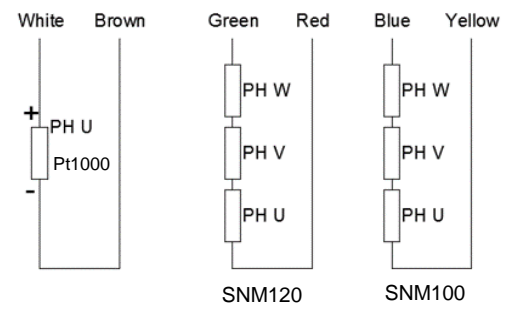 White Brown Green Red Blue Yellow
+
PH U
Pt1000
-
PH W
PH V
PH U
SNM120
PH W
PH V
PH U
SNM100